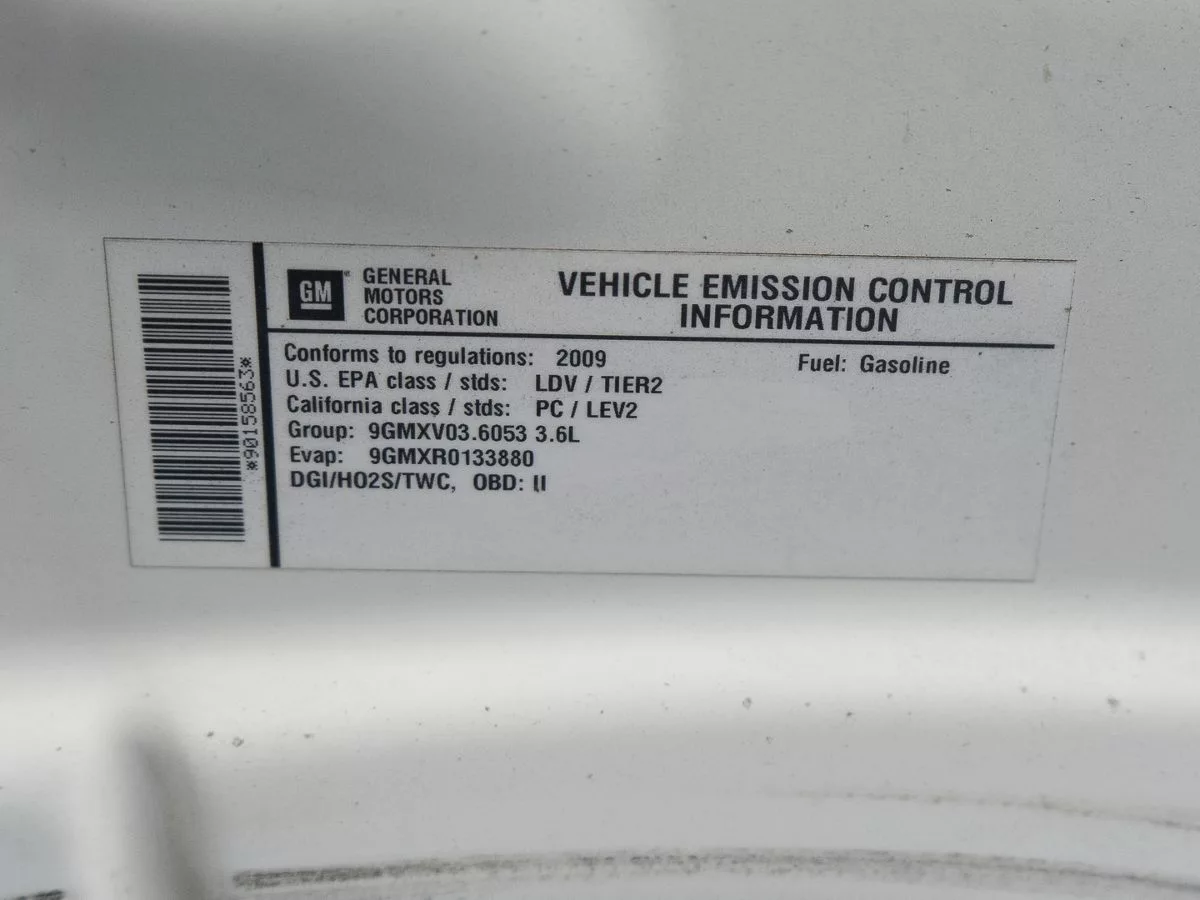 *90158563*
GM
GENERAL
MOTORS
CORPORATION
VEHICLE EMISSION CONTROL
INFORMATION
Conforms to regulations: 2009
Fuel: Gasoline
U.S. EPA class / stds: LDV / TIER2
California class / stds: PC / LEV2
Group: 9GMXV03.6053 3.6L
Evap: 9GMXR0133880
DGI/HO2S/TWC, OBD: II